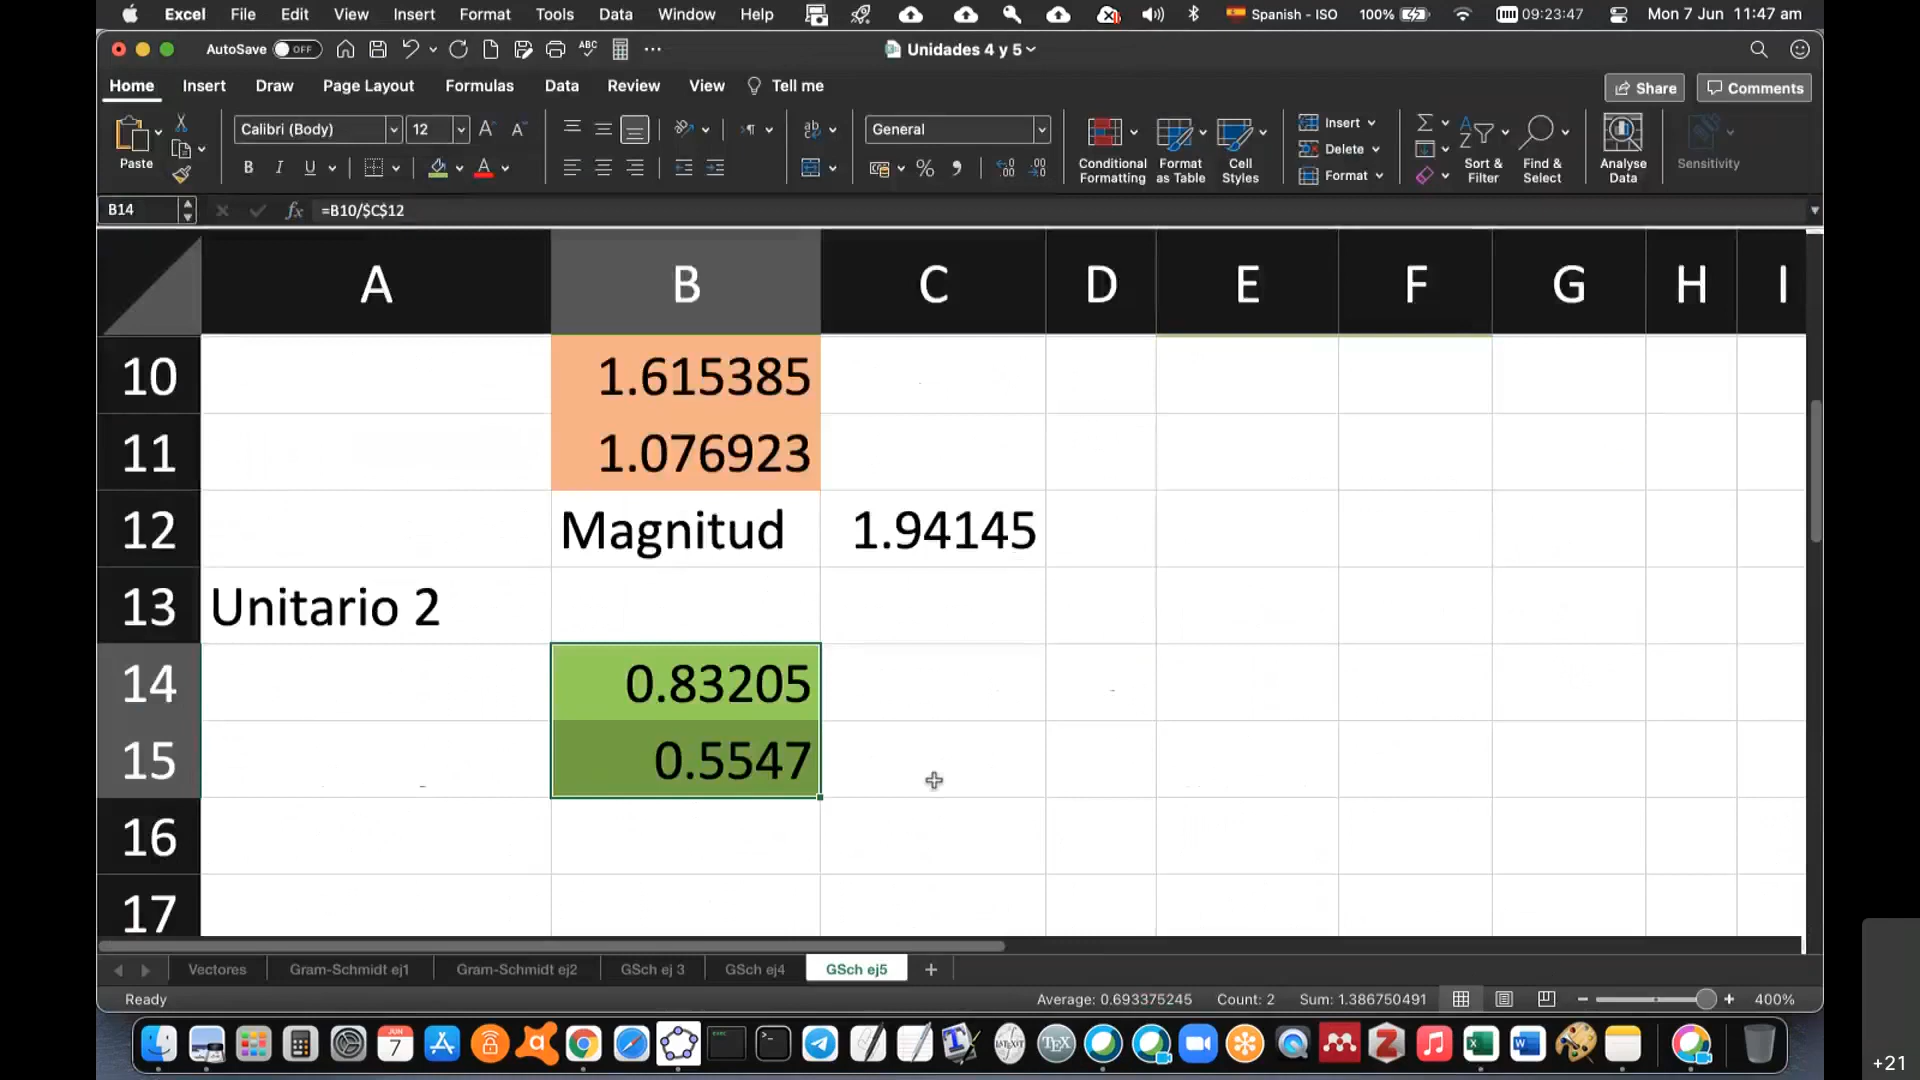 Excel File Edit View Insert Format Tools Data Window Help Spanish - ISO 100% 09:23:47 Mon 7 Jun 11:47 am
AutoSave OFF Unidades 4 y 5
Home Insert Draw Page Layout Formulas Data Review View Tell me Share Comments
Paste Calibri (Body) 12 General Conditional Formatting Format as Table Cell Styles Insert Delete Format Sort & Filter Find & Select Analyse Data Sensitivity
B14 fx =B10/$C$12
A B C D E F G H I
10 1.615385
11 1.076923
12 Magnitud 1.94145
13 Unitario 2
14 0.83205
15 0.5547
16
17
Vectores Gram-Schmidt ej1 Gram-Schmidt ej2 GSch ej 3 GSch ej4 GSch ej5 +
Ready Average: 0.693375245 Count: 2 Sum: 1.386750491 400%
JUN 7
+21